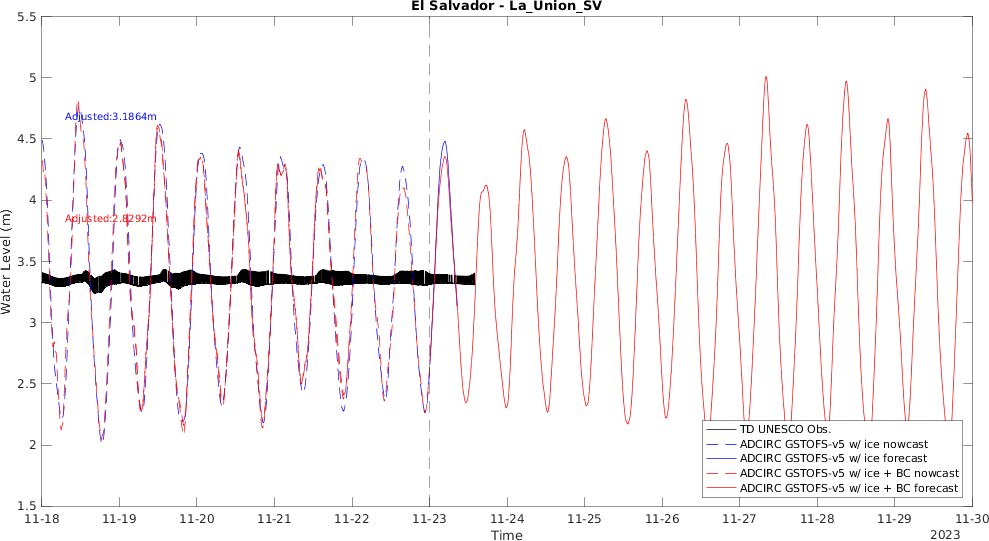 El Salvador - La_Union_SV
5.5
5
4.5
4
3.5
3
2.5
2
1.5
Water Level (m)
Adjusted:3.1864m
Adjusted:2.8292m
TD UNESCO Obs.
ADCIRC GSTOFS-v5 w/ ice nowcast
ADCIRC GSTOFS-v5 w/ ice forecast
ADCIRC GSTOFS-v5 w/ ice + BC nowcast
ADCIRC GSTOFS-v5 w/ ice + BC forecast
11-18 11-19 11-20 11-21 11-22 11-23 11-24 11-25 11-26 11-27 11-28 11-29 11-30
Time
2023